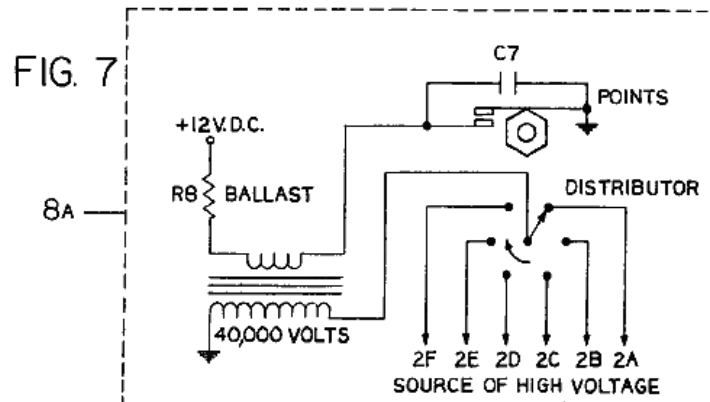 FIG. 7
C7
POINTS
+12V.D.C.
R8 BALLAST
DISTRIBUTOR
8A
40,000 VOLTS
2F 2E 2D 2C 2B 2A
SOURCE OF HIGH VOLTAGE